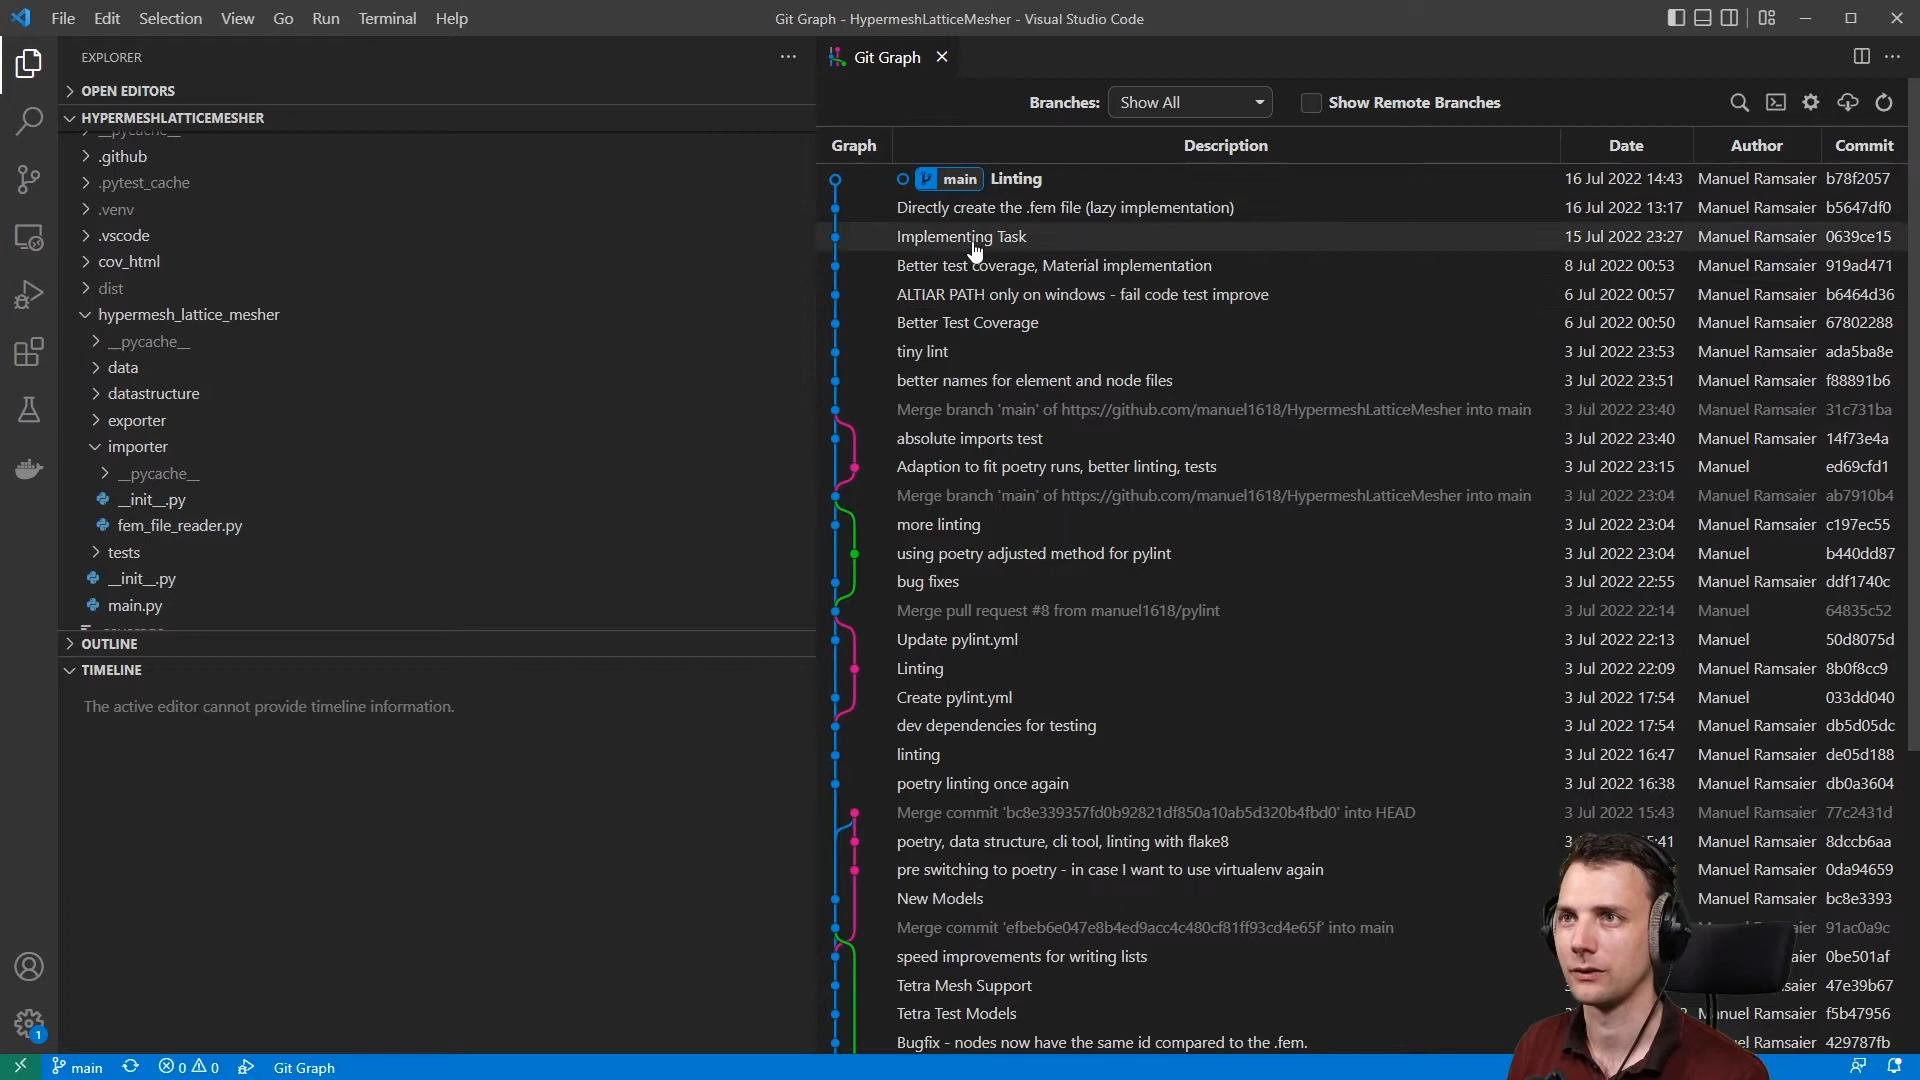 File Edit Selection View Go Run Terminal Help
Git Graph - HypermeshLatticeMesher - Visual Studio Code
EXPLORER
OPEN EDITORS
HYPERMESHLATTICEMESHER
__pycache__
.github
.pytest_cache
.venv
.vscode
cov_html
dist
hypermesh_lattice_mesher
__pycache__
data
datastructure
exporter
importer
__pycache__
__init__.py
fem_file_reader.py
tests
__init__.py
main.py
OUTLINE
TIMELINE
The active editor cannot provide timeline information.
Git Graph
Branches: Show All Show Remote Branches
Graph Description Date Author Commit
main Linting 16 Jul 2022 14:43 Manuel Ramsaier b78f2057
Directly create the .fem file (lazy implementation) 16 Jul 2022 13:17 Manuel Ramsaier b5647df0
Implementing Task 15 Jul 2022 23:27 Manuel Ramsaier 0639ce15
Better test coverage, Material implementation 8 Jul 2022 00:53 Manuel Ramsaier 919ad471
ALTIAR PATH only on windows - fail code test improve 6 Jul 2022 00:57 Manuel Ramsaier b6464d36
Better Test Coverage 6 Jul 2022 00:50 Manuel Ramsaier 67802288
tiny lint 3 Jul 2022 23:53 Manuel Ramsaier ada5ba8e
better names for element and node files 3 Jul 2022 23:51 Manuel Ramsaier f88891b6
Merge branch 'main' of https://github.com/manuel1618/HypermeshLatticeMesher into main 3 Jul 2022 23:40 Manuel Ramsaier 31c731ba
absolute imports test 3 Jul 2022 23:40 Manuel Ramsaier 14f73e4a
Adaption to fit poetry runs, better linting, tests 3 Jul 2022 23:15 Manuel ed69cfd1
Merge branch 'main' of https://github.com/manuel1618/HypermeshLatticeMesher into main 3 Jul 2022 23:04 Manuel Ramsaier ab7910b4
more linting 3 Jul 2022 23:04 Manuel Ramsaier c197ec55
using poetry adjusted method for pylint 3 Jul 2022 23:04 Manuel b440dd87
bug fixes 3 Jul 2022 22:55 Manuel Ramsaier ddf1740c
Merge pull request #8 from manuel1618/pylint 3 Jul 2022 22:14 Manuel 64835c52
Update pylint.yml 3 Jul 2022 22:13 Manuel 50d8075d
Linting 3 Jul 2022 22:09 Manuel Ramsaier 8b0f8cc9
Create pylint.yml 3 Jul 2022 17:54 Manuel 033dd040
dev dependencies for testing 3 Jul 2022 17:54 Manuel Ramsaier db5d05dc
linting 3 Jul 2022 16:47 Manuel Ramsaier de05d188
poetry linting once again 3 Jul 2022 16:38 Manuel Ramsaier db0a3604
Merge commit 'bc8e339357fd0b92821df850a10ab5d320b4fbd0' into HEAD 3 Jul 2022 15:43 Manuel Ramsaier 77c2431d
poetry, data structure, cli tool, linting with flake8 Manuel Ramsaier 8dccb6aa
pre switching to poetry - in case I want to use virtualenv again Manuel Ramsaier 0da94659
New Models Manuel Ramsaier bc8e3393
Merge commit 'efbeb6e047e8b4ed9acc4c480cf81ff93cd4e65f' into main 91ac0a9c
speed improvements for writing lists 0be501af
Tetra Mesh Support 47e39b67
Tetra Test Models Manuel Ramsaier f5b47956
Bugfix - nodes now have the same id compared to the .fem. 429787fb
1
main 0 0 Git Graph